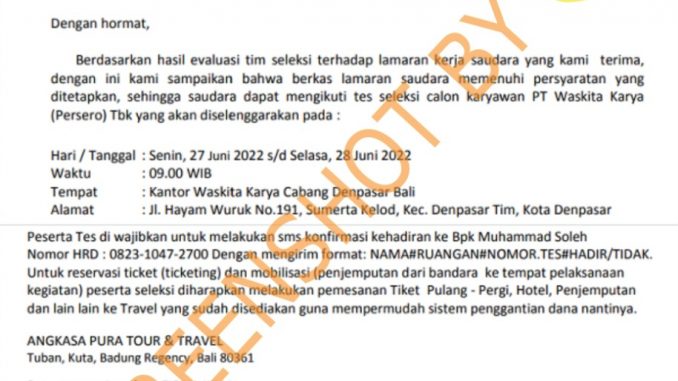 Dengan hormat,
Berdasarkan hasil evaluasi tim seleksi terhadap lamaran kerja saudara yang kami terima,
dengan ini kami sampaikan bahwa berkas lamaran saudara memenuhi persyaratan yang
ditetapkan, sehingga saudara dapat mengikuti tes seleksi calon karyawan PT Waskita Karya
(Persero) Tbk yang akan diselenggarakan pada :
Hari / Tanggal : Senin, 27 Juni 2022 s/d Selasa, 28 Juni 2022
Waktu : 09.00 WIB
Tempat : Kantor Waskita Karya Cabang Denpasar Bali
Alamat : Jl. Hayam Wuruk No.191, Sumerta Kelod, Kec. Denpasar Tim, Kota Denpasar
Peserta Tes di wajibkan untuk melakukan sms konfirmasi kehadiran ke Bpk Muhammad Soleh
Nomor HRD : 0823-1047-2700 Dengan mengirim format: NAMA#RUANGAN#NOMOR.TES#HADIR/TIDAK.
Untuk reservasi ticket (ticketing) dan mobilisasi (penjemputan dari bandara ke tempat pelaksanaan
kegiatan) peserta seleksi diharapkan melakukan pemesanan Tiket Pulang - Pergi, Hotel, Penjemputan
dan lain lain ke Travel yang sudah disediakan guna mempermudah sistem penggantian dana nantinya.
ANGKASA PURA TOUR & TRAVEL
Tuban, Kuta, Badung Regency, Bali 80361
REENSHOT BY